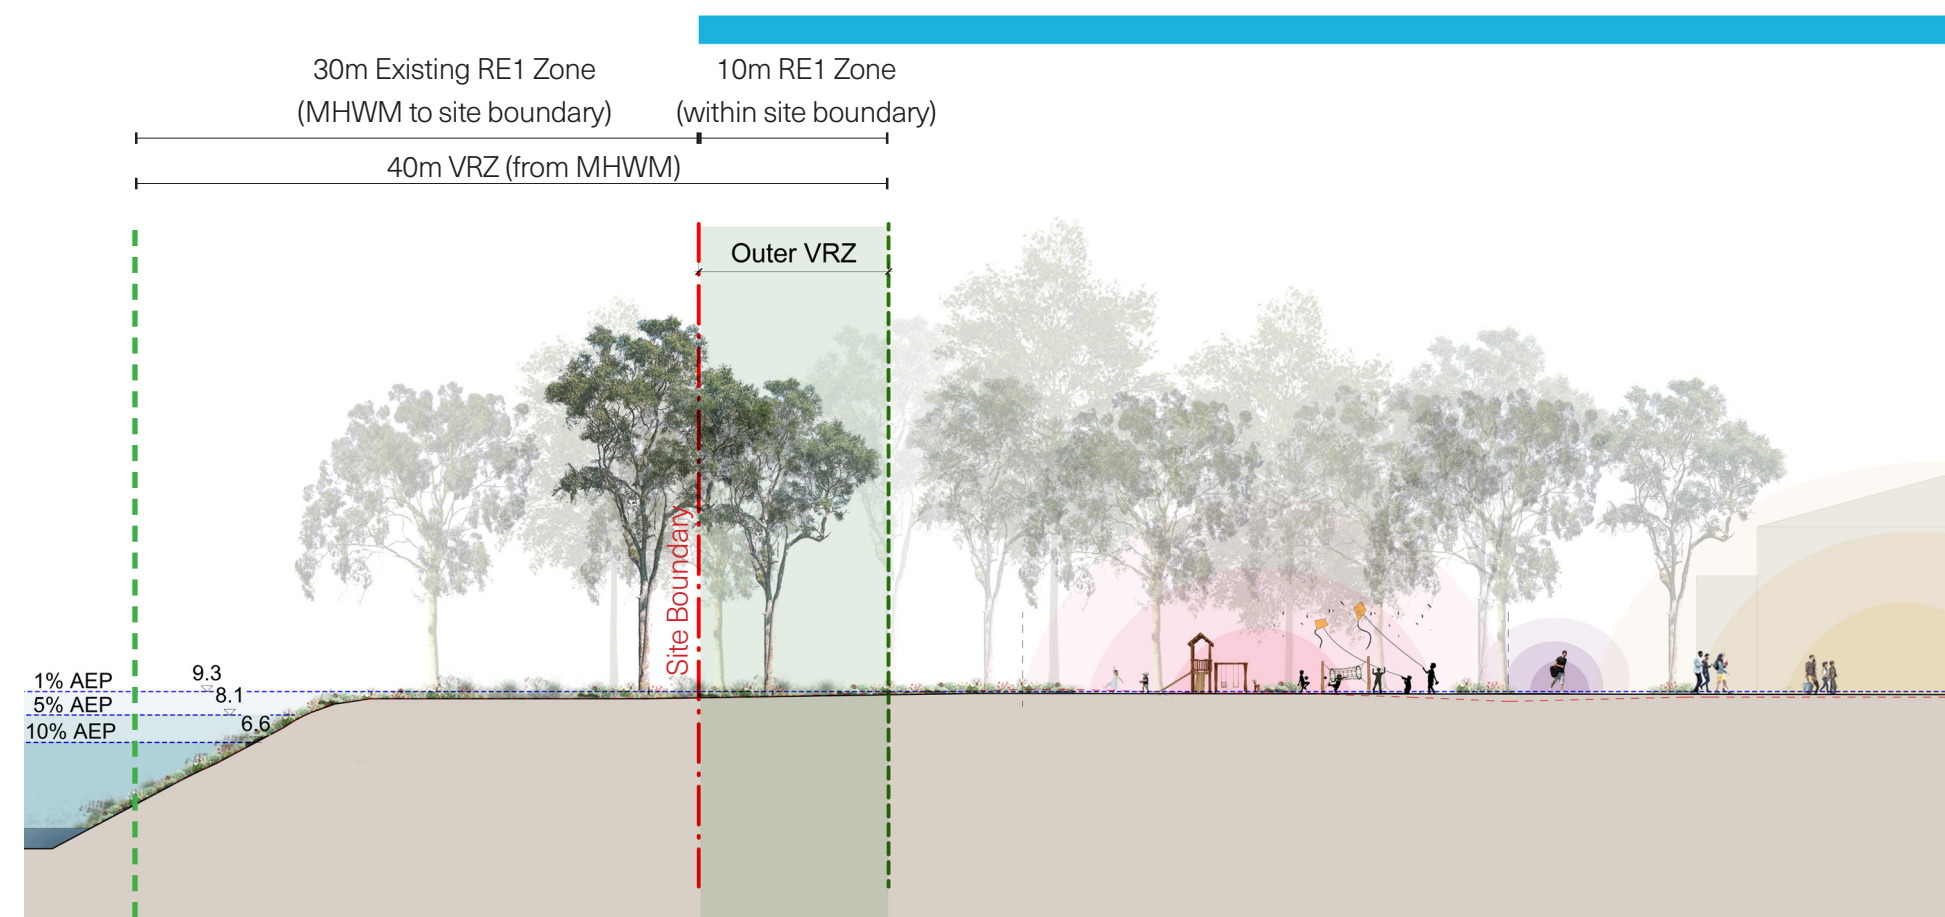 30m Existing RE1 Zone
(MHWM to site boundary)
10m RE1 Zone
(within site boundary)
40m VRZ (from MHWM)
Outer VRZ
Site Boundary
1% AEP
9.3
5% AEP
8.1
10% AEP
6.6